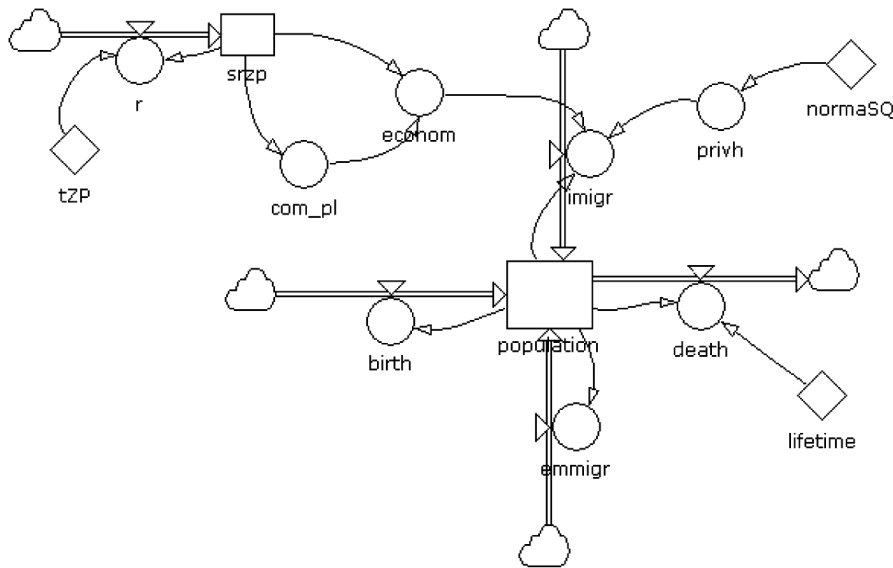 srzp
r
tZP
econom
com_pl
normaSQ
privh
imigr
birth
population
death
lifetime
emmigr